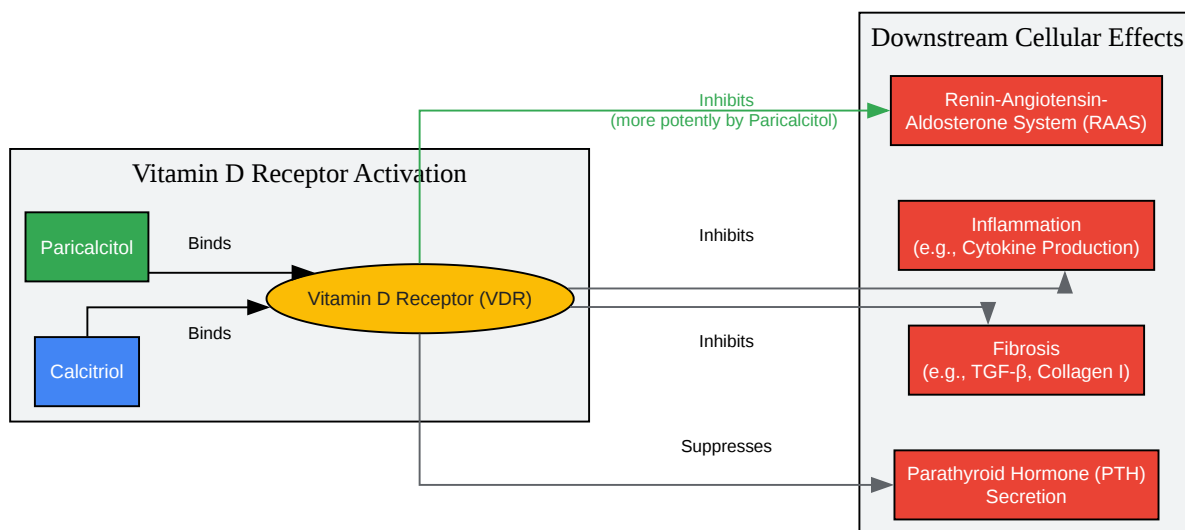 Downstream Cellular Effects
Inhibits
(more potently by Paricalcitol)
Renin-Angiotensin-
Aldosterone System (RAAS)
Vitamin D Receptor Activation
Paricalcitol
Binds
Inhibits
Inflammation
(e.g., Cytokine Production)
Vitamin D Receptor (VDR)
Calcitriol
Binds
Inhibits
Fibrosis
(e.g., TGF-β, Collagen I)
Suppresses
Parathyroid Hormone (PTH)
Secretion